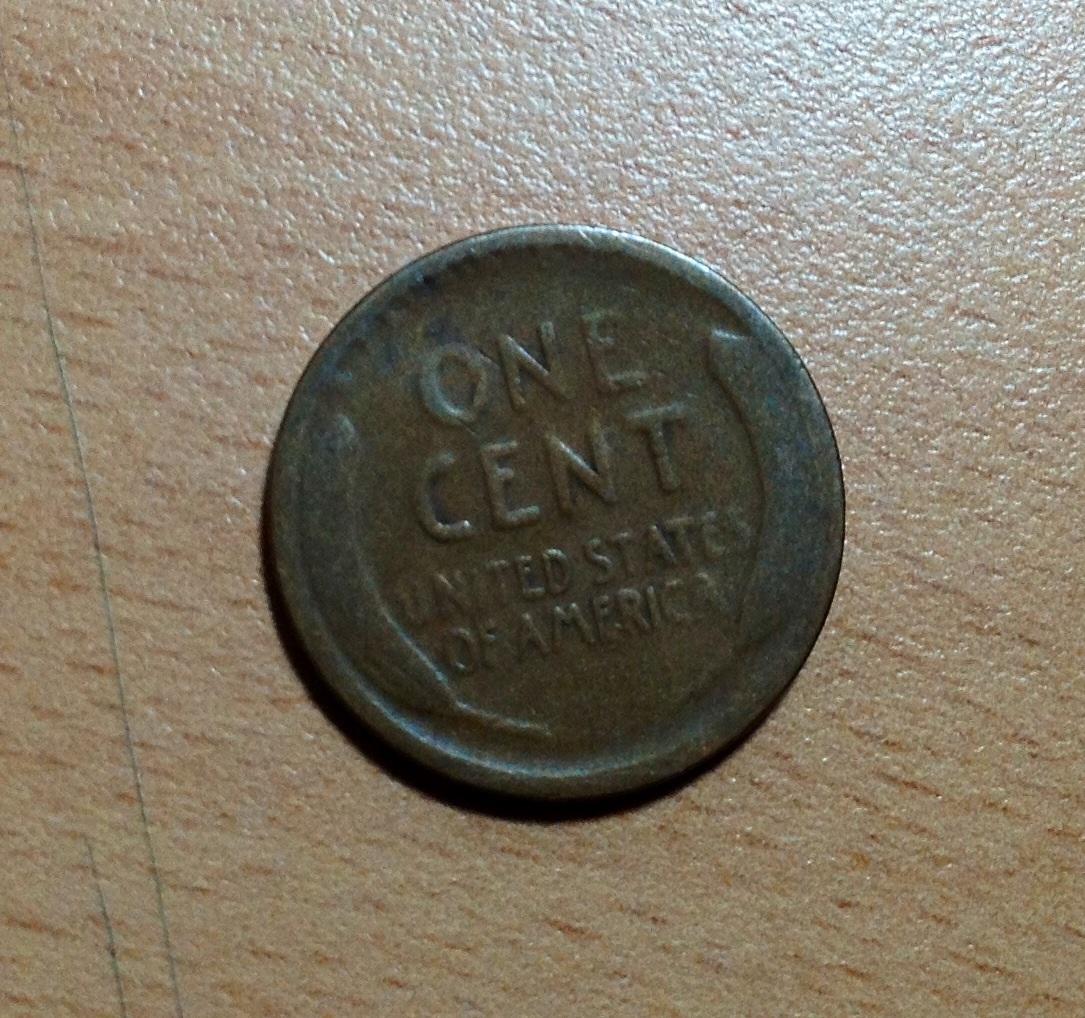 ONE
CENT
UNITED STATES
OF AMERICA